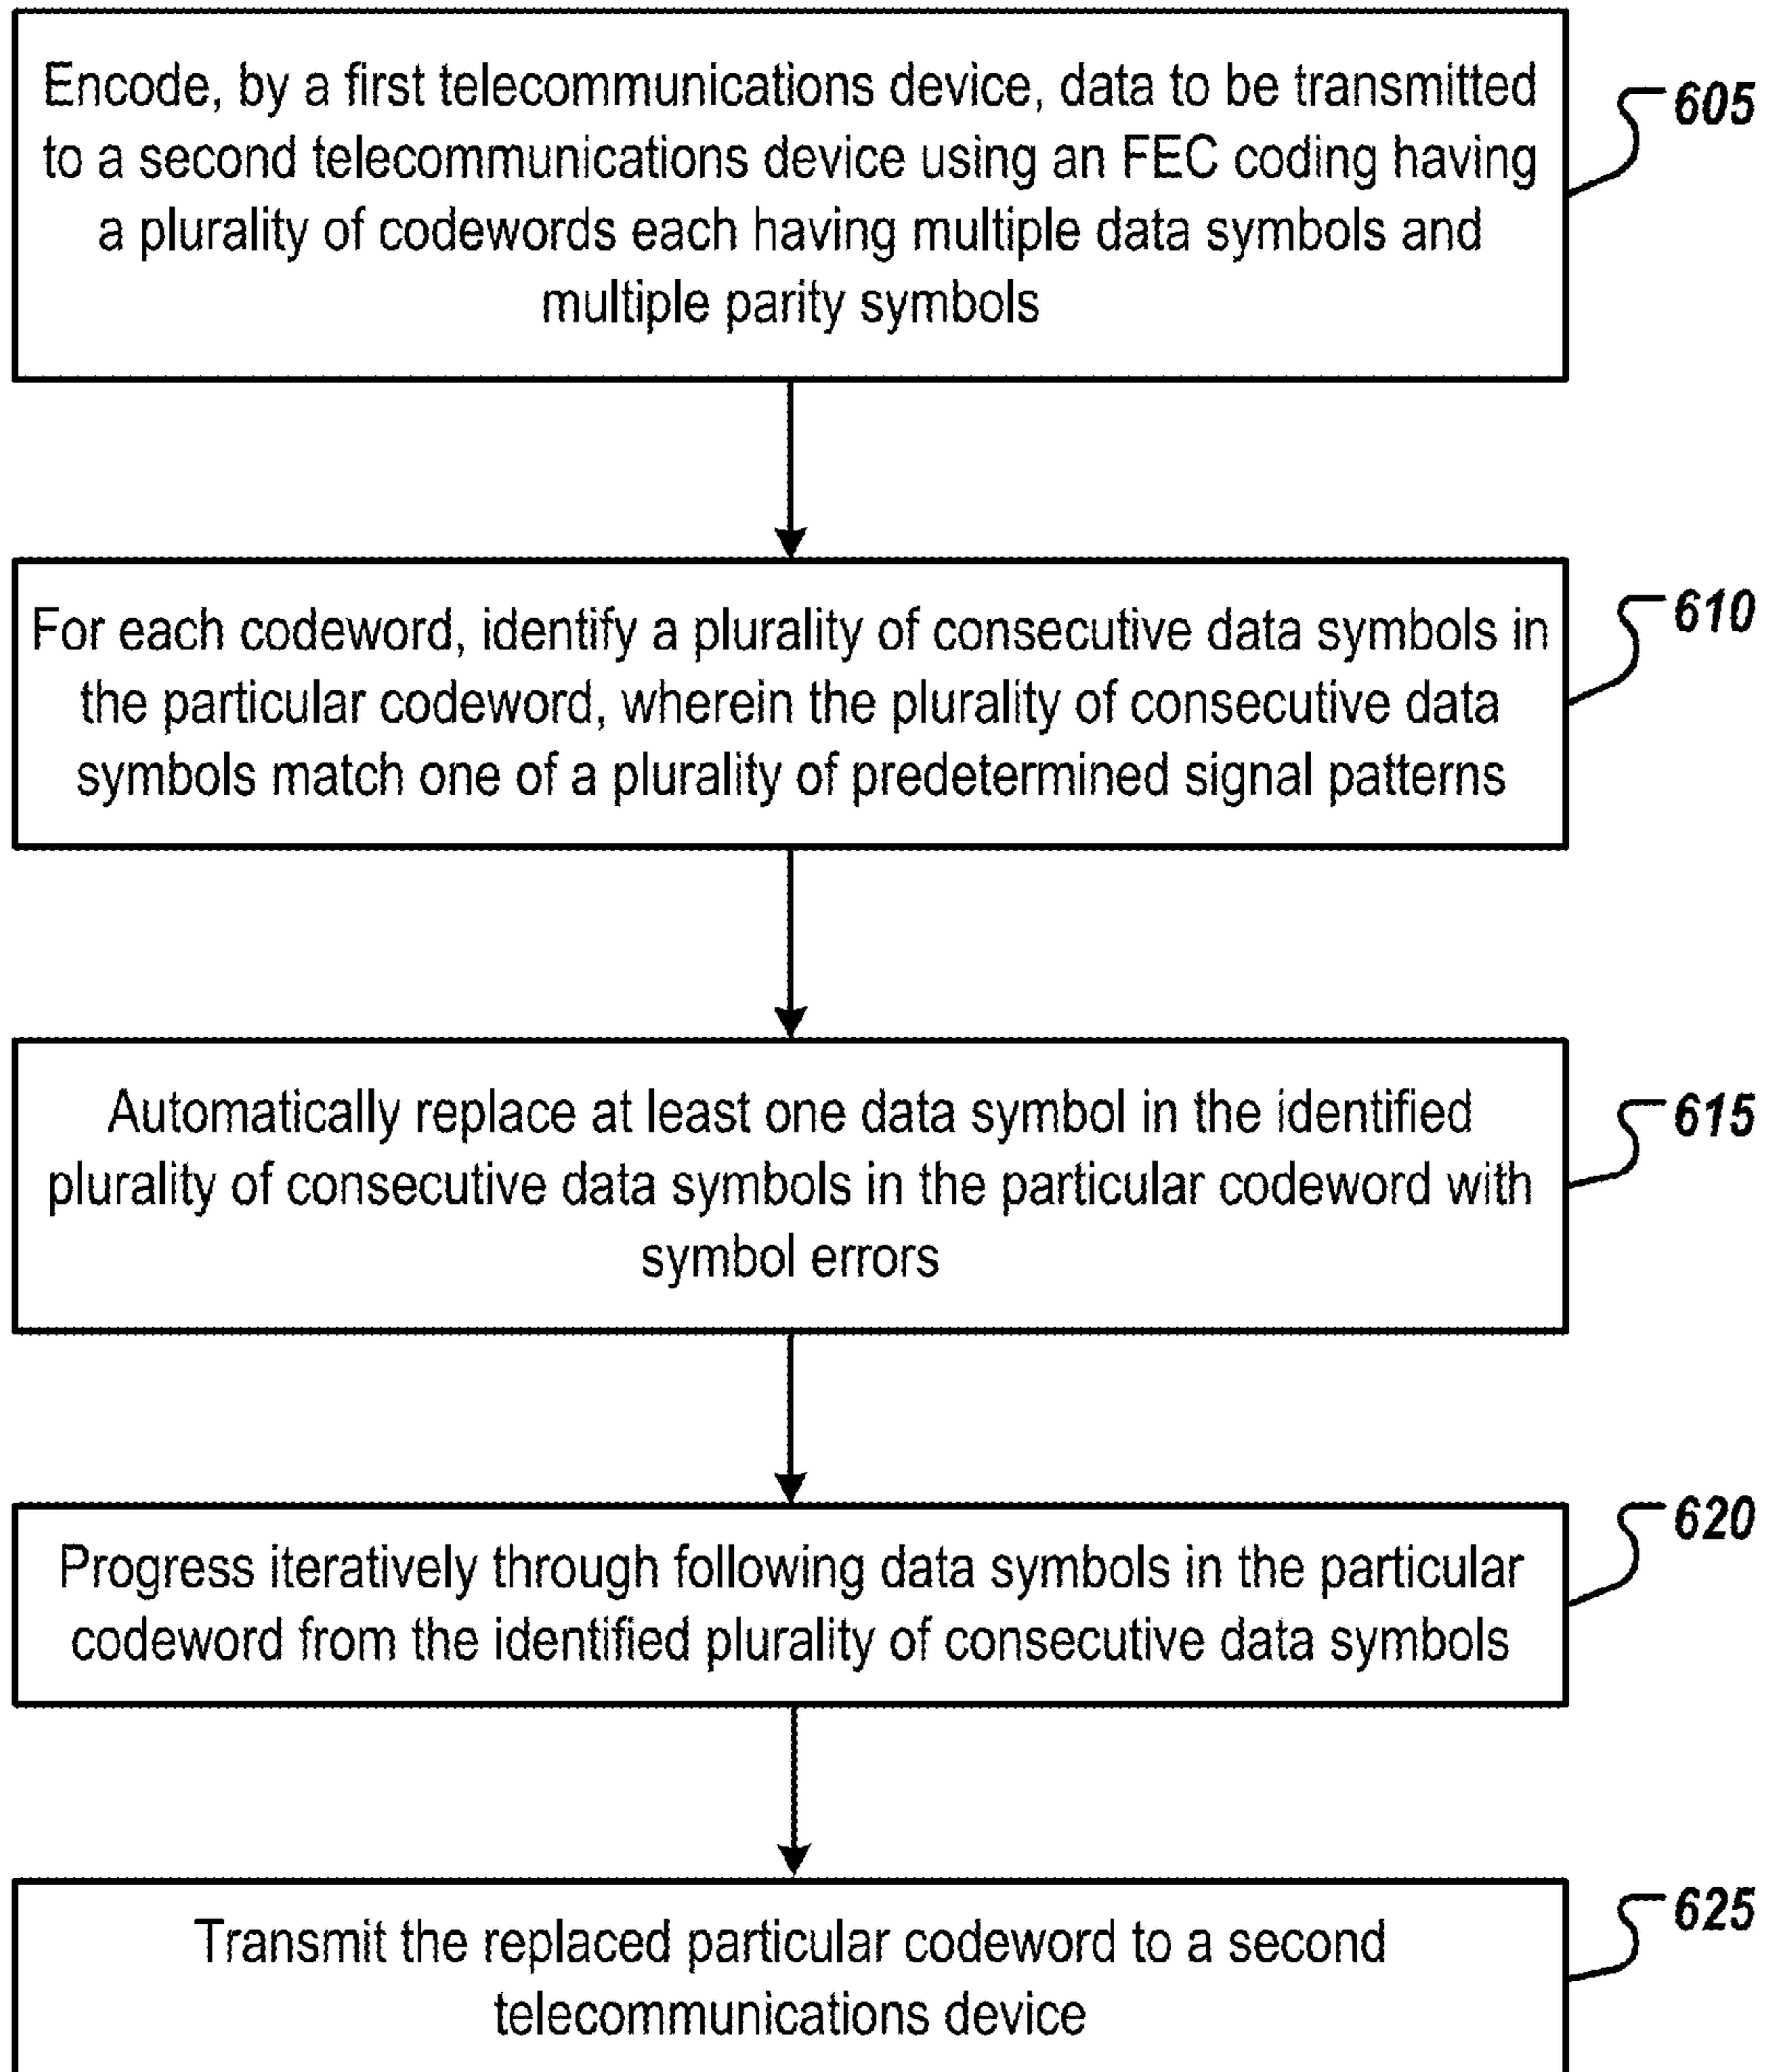 Encode, by a first telecommunications device, data to be transmitted
to a second telecommunications device using an FEC coding having
a plurality of codewords each having multiple data symbols and
multiple parity symbols
605
For each codeword, identify a plurality of consecutive data symbols in
the particular codeword, wherein the plurality of consecutive data
symbols match one of a plurality of predetermined signal patterns
610
Automatically replace at least one data symbol in the identified
plurality of consecutive data symbols in the particular codeword with
symbol errors
615
Progress iteratively through following data symbols in the particular
codeword from the identified plurality of consecutive data symbols
620
Transmit the replaced particular codeword to a second
telecommunications device
625